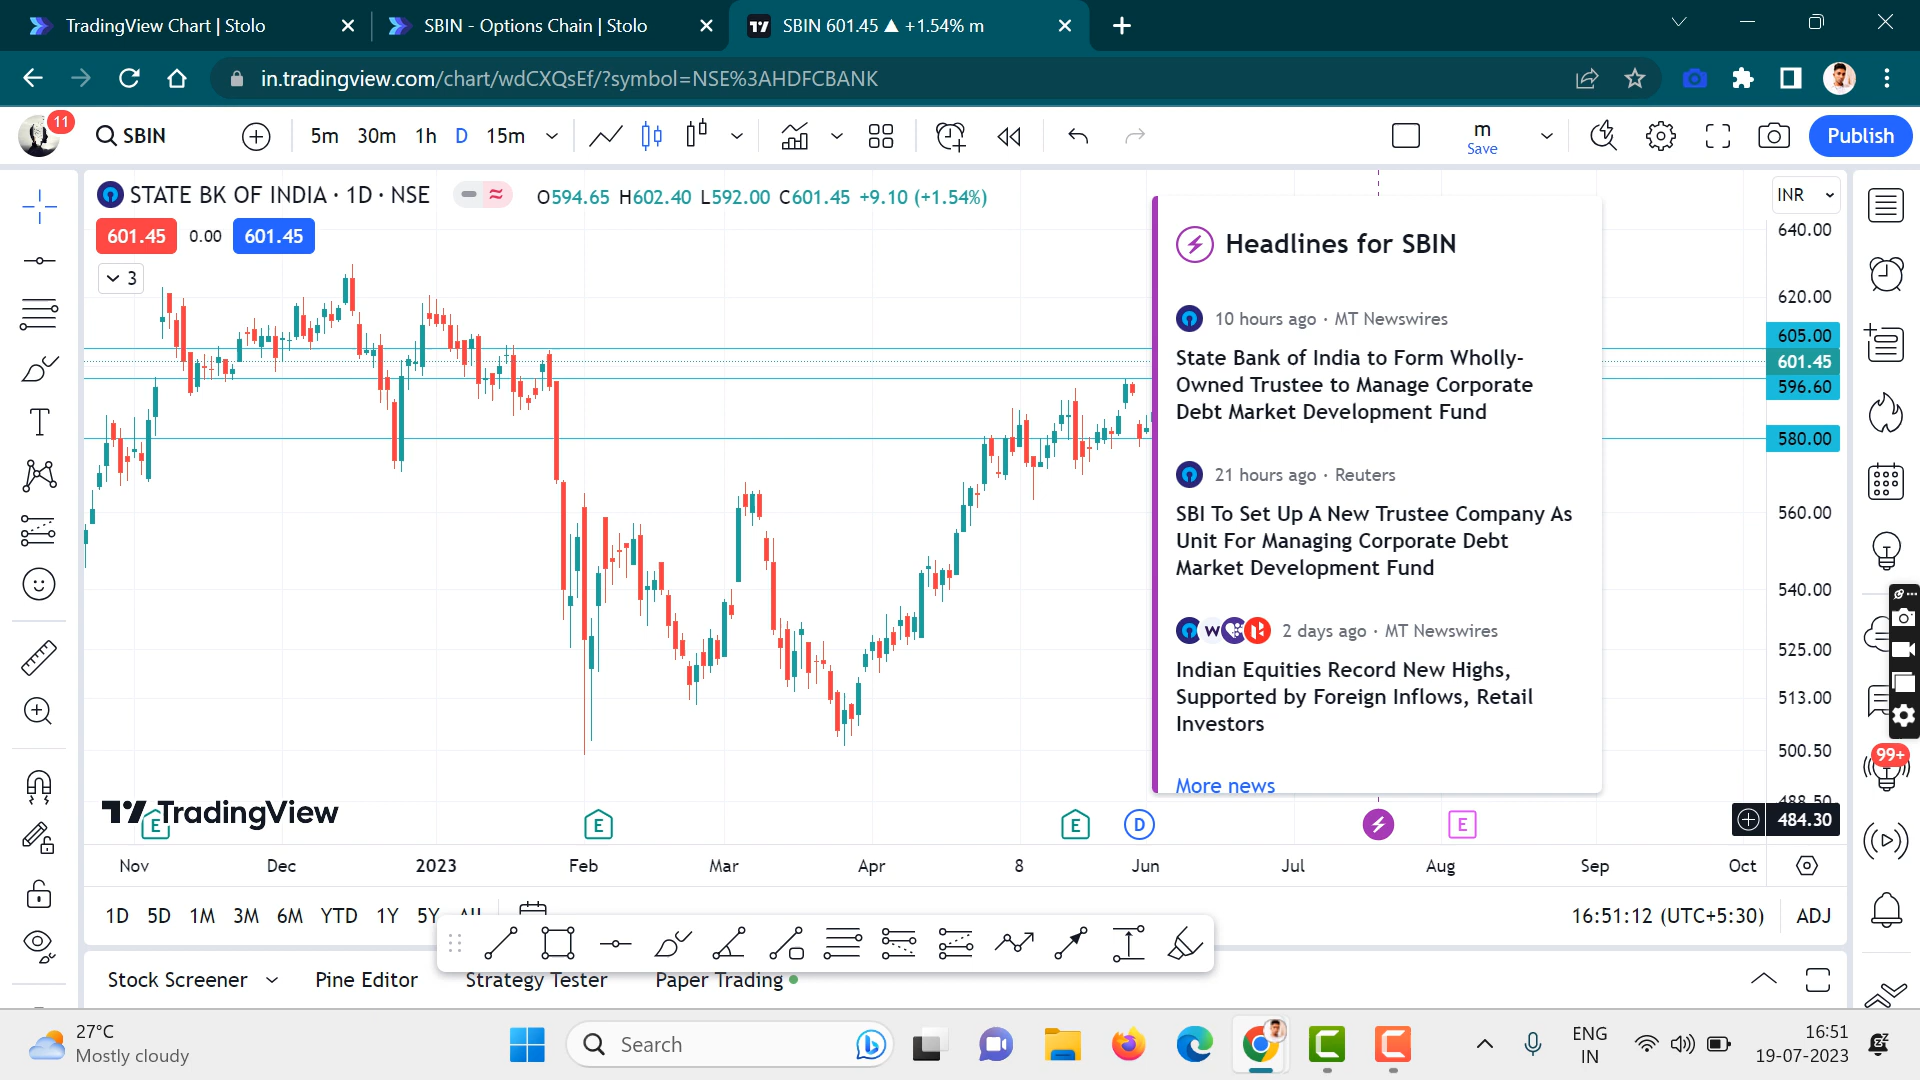 TradingView Chart | Stolo
SBIN - Options Chain | Stolo
SBIN 601.45 ▲ +1.54% m
in.tradingview.com/chart/wdCXQsEf/?symbol=NSE%3AHDFCBANK
11
SBIN
5m 30m 1h D 15m
m
Save
Publish
STATE BK OF INDIA · 1D · NSE
O594.65 H602.40 L592.00 C601.45 +9.10 (+1.54%)
INR
601.45 0.00 601.45
3
640.00
620.00
605.00
601.45
596.60
580.00
560.00
540.00
525.00
513.00
500.50
488.50
484.30
Headlines for SBIN
10 hours ago · MT Newswires
State Bank of India to Form Wholly-
Owned Trustee to Manage Corporate
Debt Market Development Fund
21 hours ago · Reuters
SBI To Set Up A New Trustee Company As
Unit For Managing Corporate Debt
Market Development Fund
2 days ago · MT Newswires
Indian Equities Record New Highs,
Supported by Foreign Inflows, Retail
Investors
More news
99+
TradingView
E E E D E
Nov Dec 2023 Feb Mar Apr 8 Jun Jul Aug Sep Oct
1D 5D 1M 3M 6M YTD 1Y 5Y All
16:51:12 (UTC+5:30) ADJ
Stock Screener Pine Editor Strategy Tester Paper Trading
27°C
Mostly cloudy
Search
ENG
IN
16:51
19-07-2023